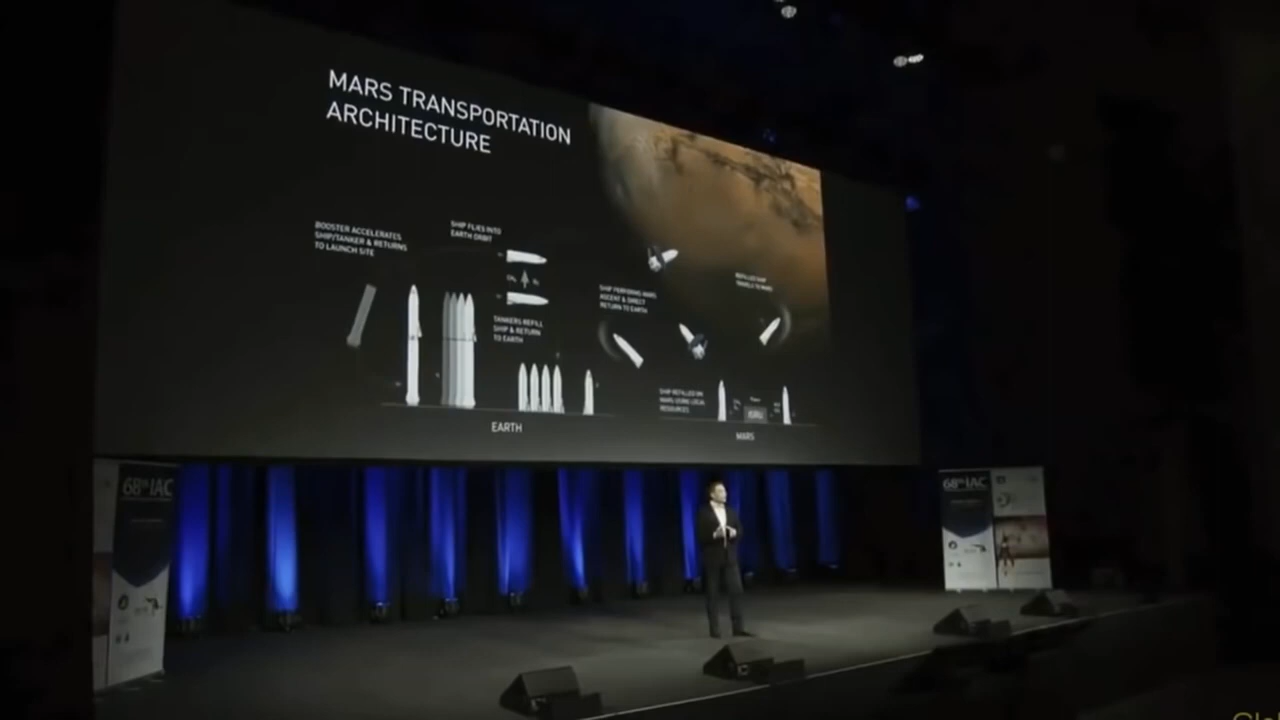 MARS TRANSPORTATION
ARCHITECTURE
BOOSTER ACCELERATES
SHIP/TANKER & RETURNS
TO LAUNCH SITE
SHIP FLIES INTO
EARTH ORBIT
TANKERS REFILL
SHIP & RETURN
TO EARTH
SHIP PERFORMS MARS
ASCENT & DIRECT
RETURN TO EARTH
REFILLED SHIP
TRAVELS TO MARS
SHIP REFILLED ON
MARS USING LOCAL
RESOURCES
EARTH
MARS
68th IAC
68th IAC